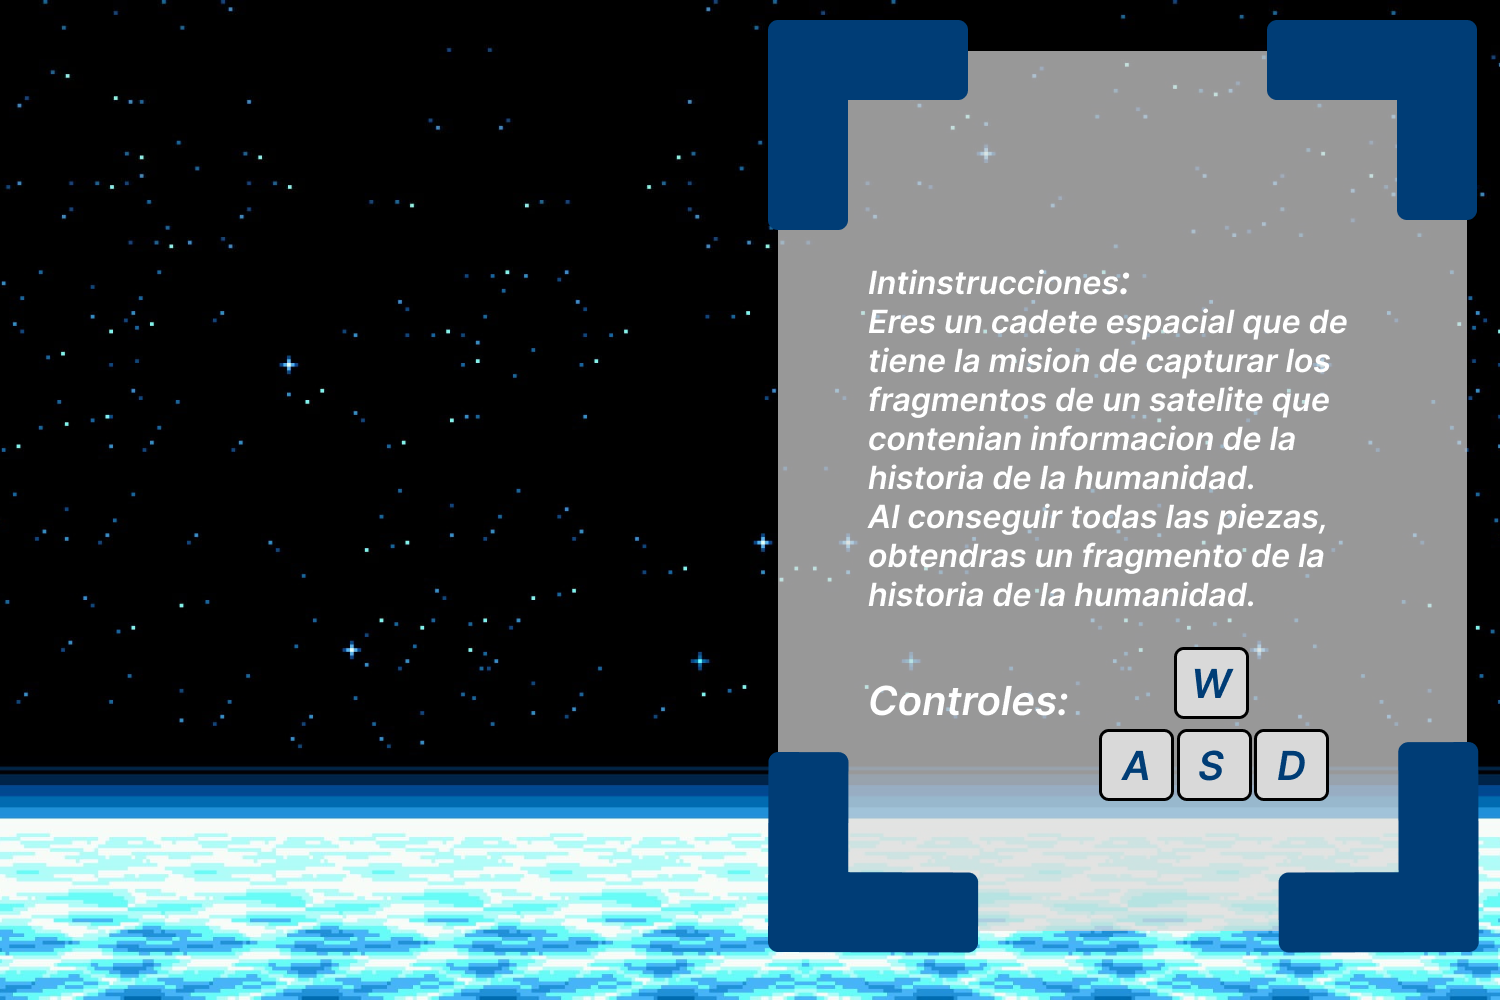 Intinstrucciones:
Eres un cadete espacial que de
tiene la mision de capturar los
fragmentos de un satelite que
contenian informacion de la
historia de la humanidad.
Al conseguir todas las piezas,
obtendras un fragmento de la
historia de la humanidad.
Controles:
W
A S D